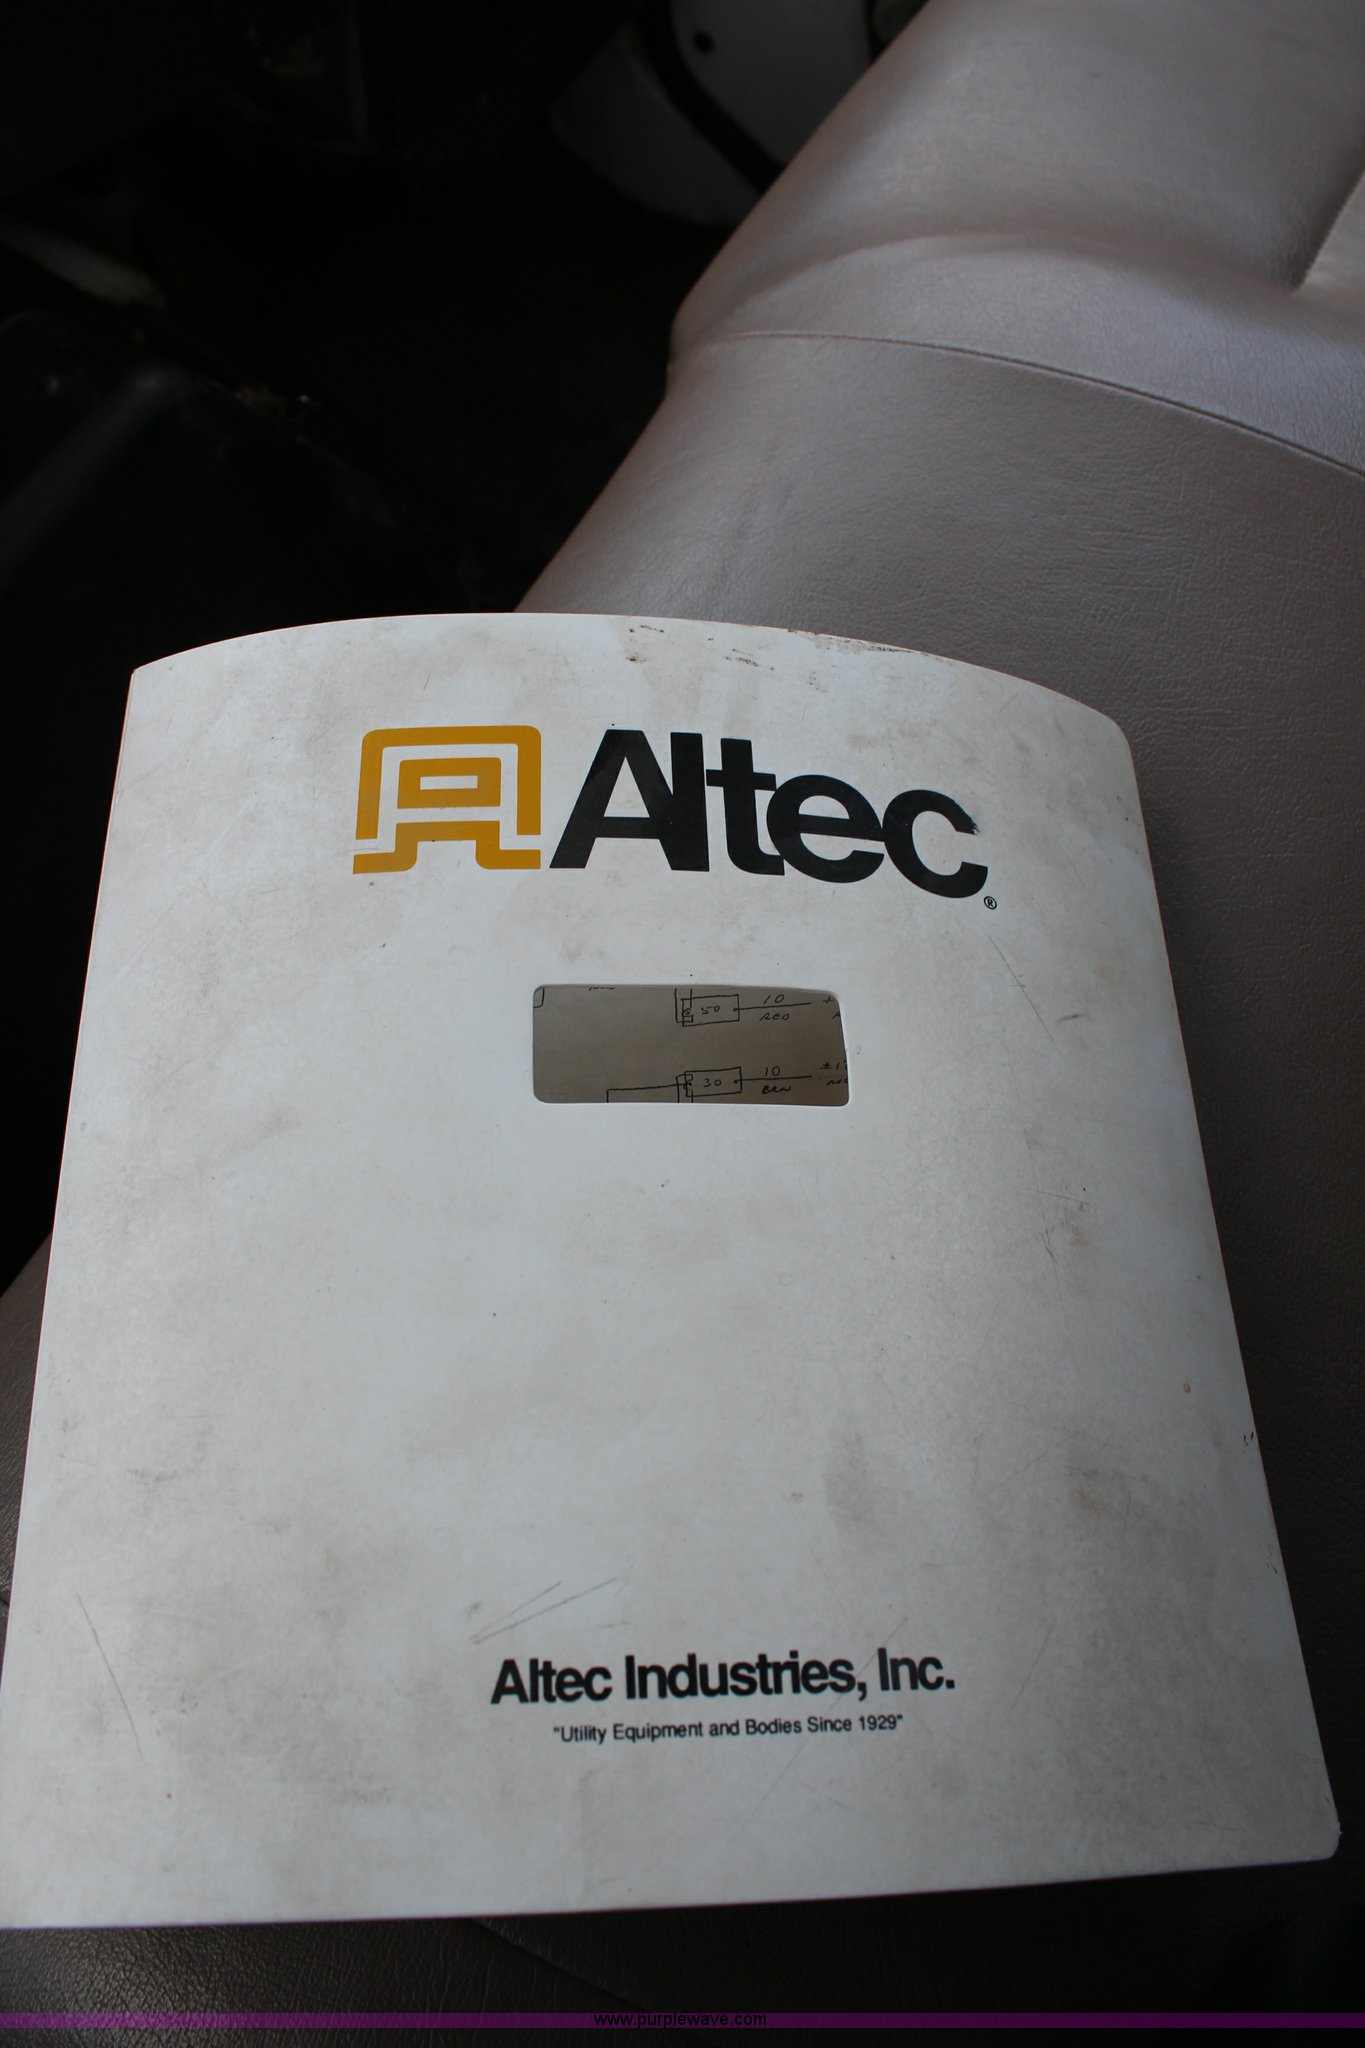 Altec
®
50 10 +
RED
30 10
BRN
Altec Industries, Inc.
"Utility Equipment and Bodies Since 1929"
www.purplewave.com